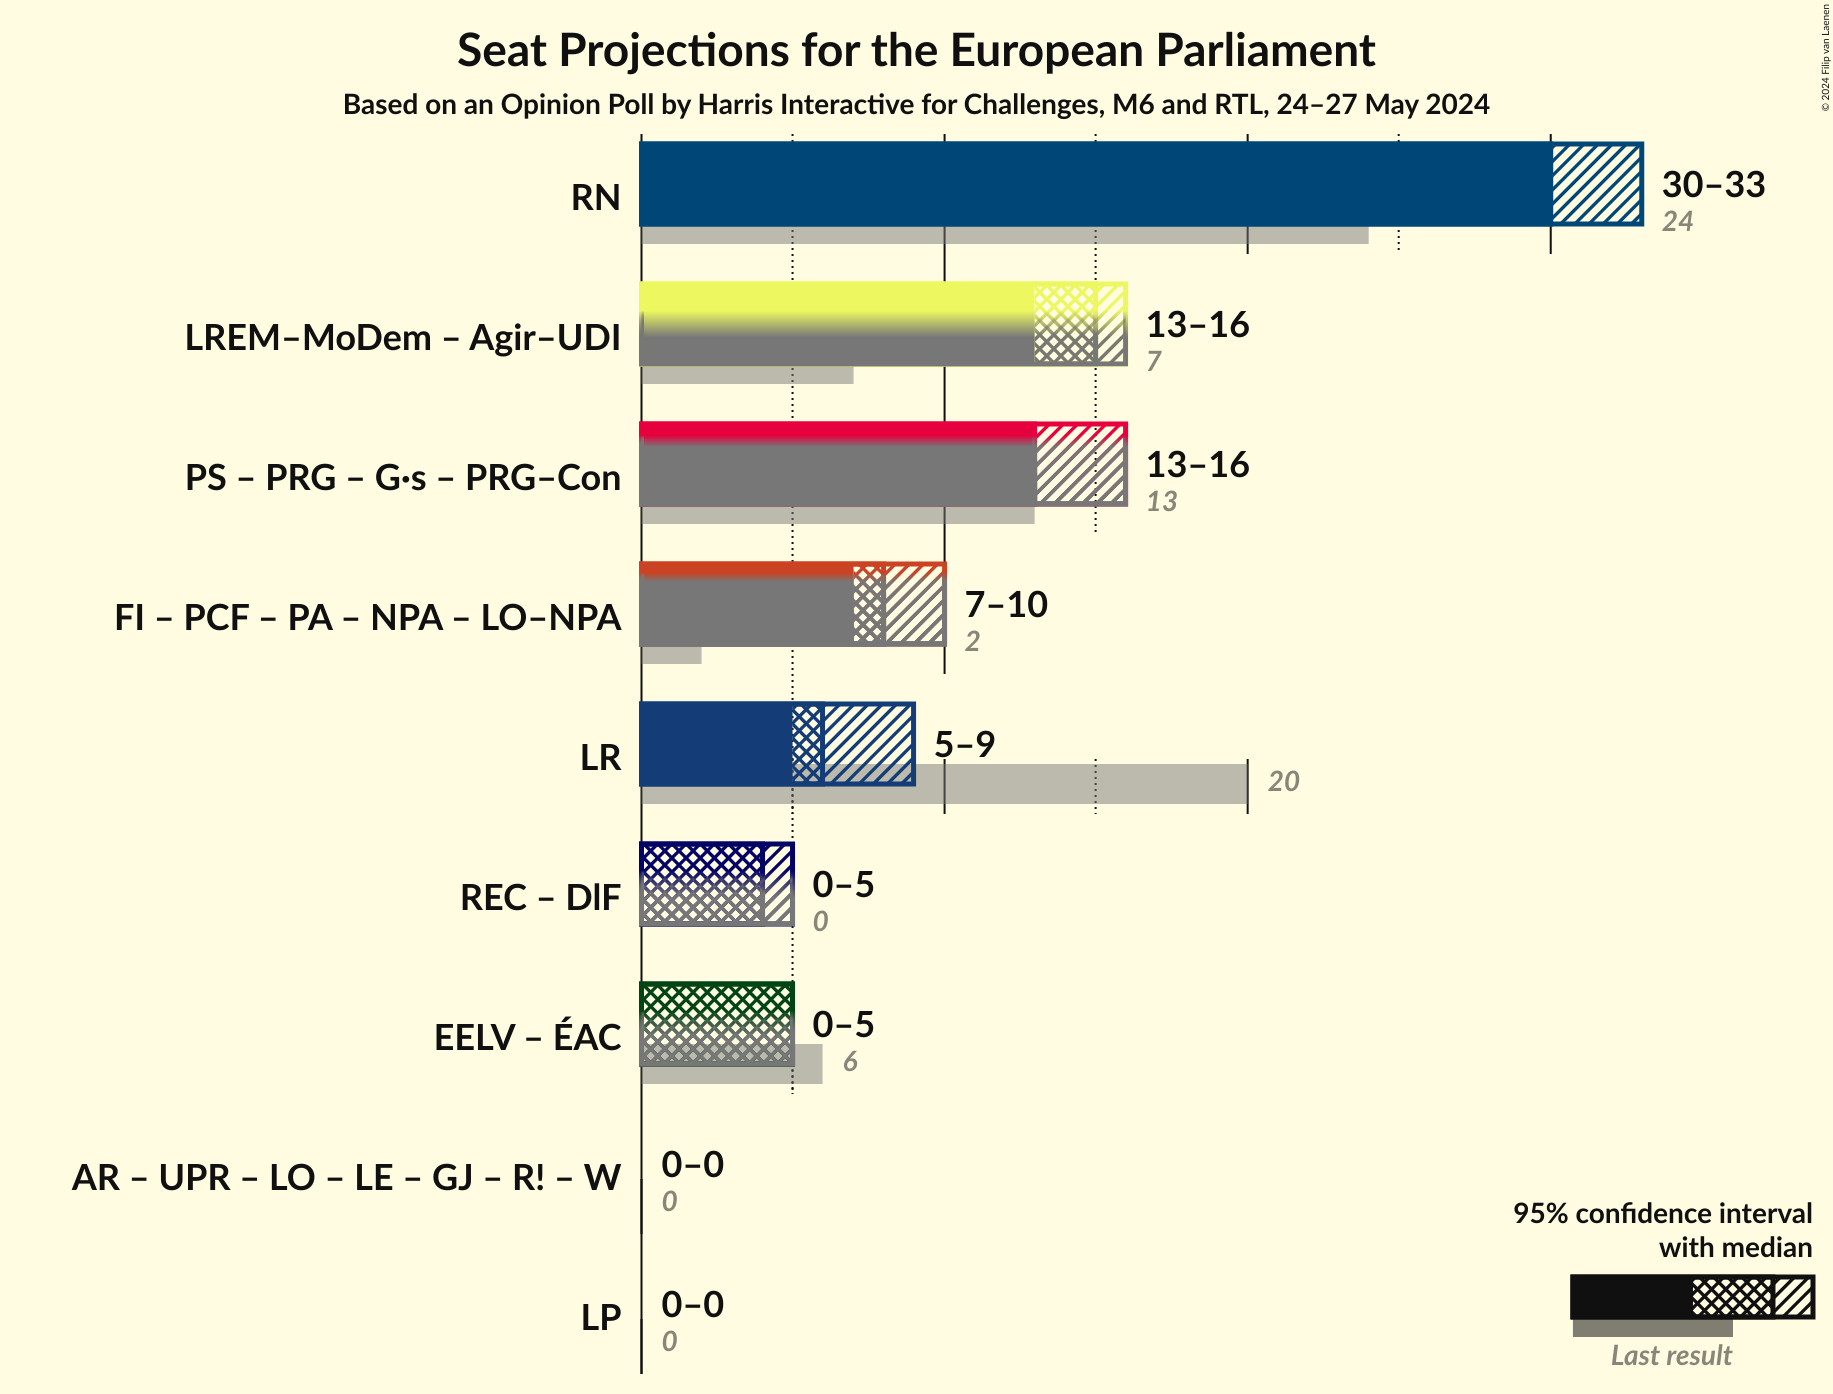 Seat Projections for the European Parliament
Based on an Opinion Poll by Harris Interactive for Challenges, M6 and RTL, 24–27 May 2024
© 2024 Filip van Laenen
RN
30–33
24
LREM–MoDem – Agir–UDI
13–16
7
PS – PRG – G·s – PRG–Con
13–16
13
FI – PCF – PA – NPA – LO–NPA
7–10
2
LR
5–9
20
REC – DlF
0–5
0
EELV – ÉAC
0–5
6
AR – UPR – LO – LE – GJ – R! – W
0–0
0
LP
0–0
0
95% confidence interval
with median
Last result